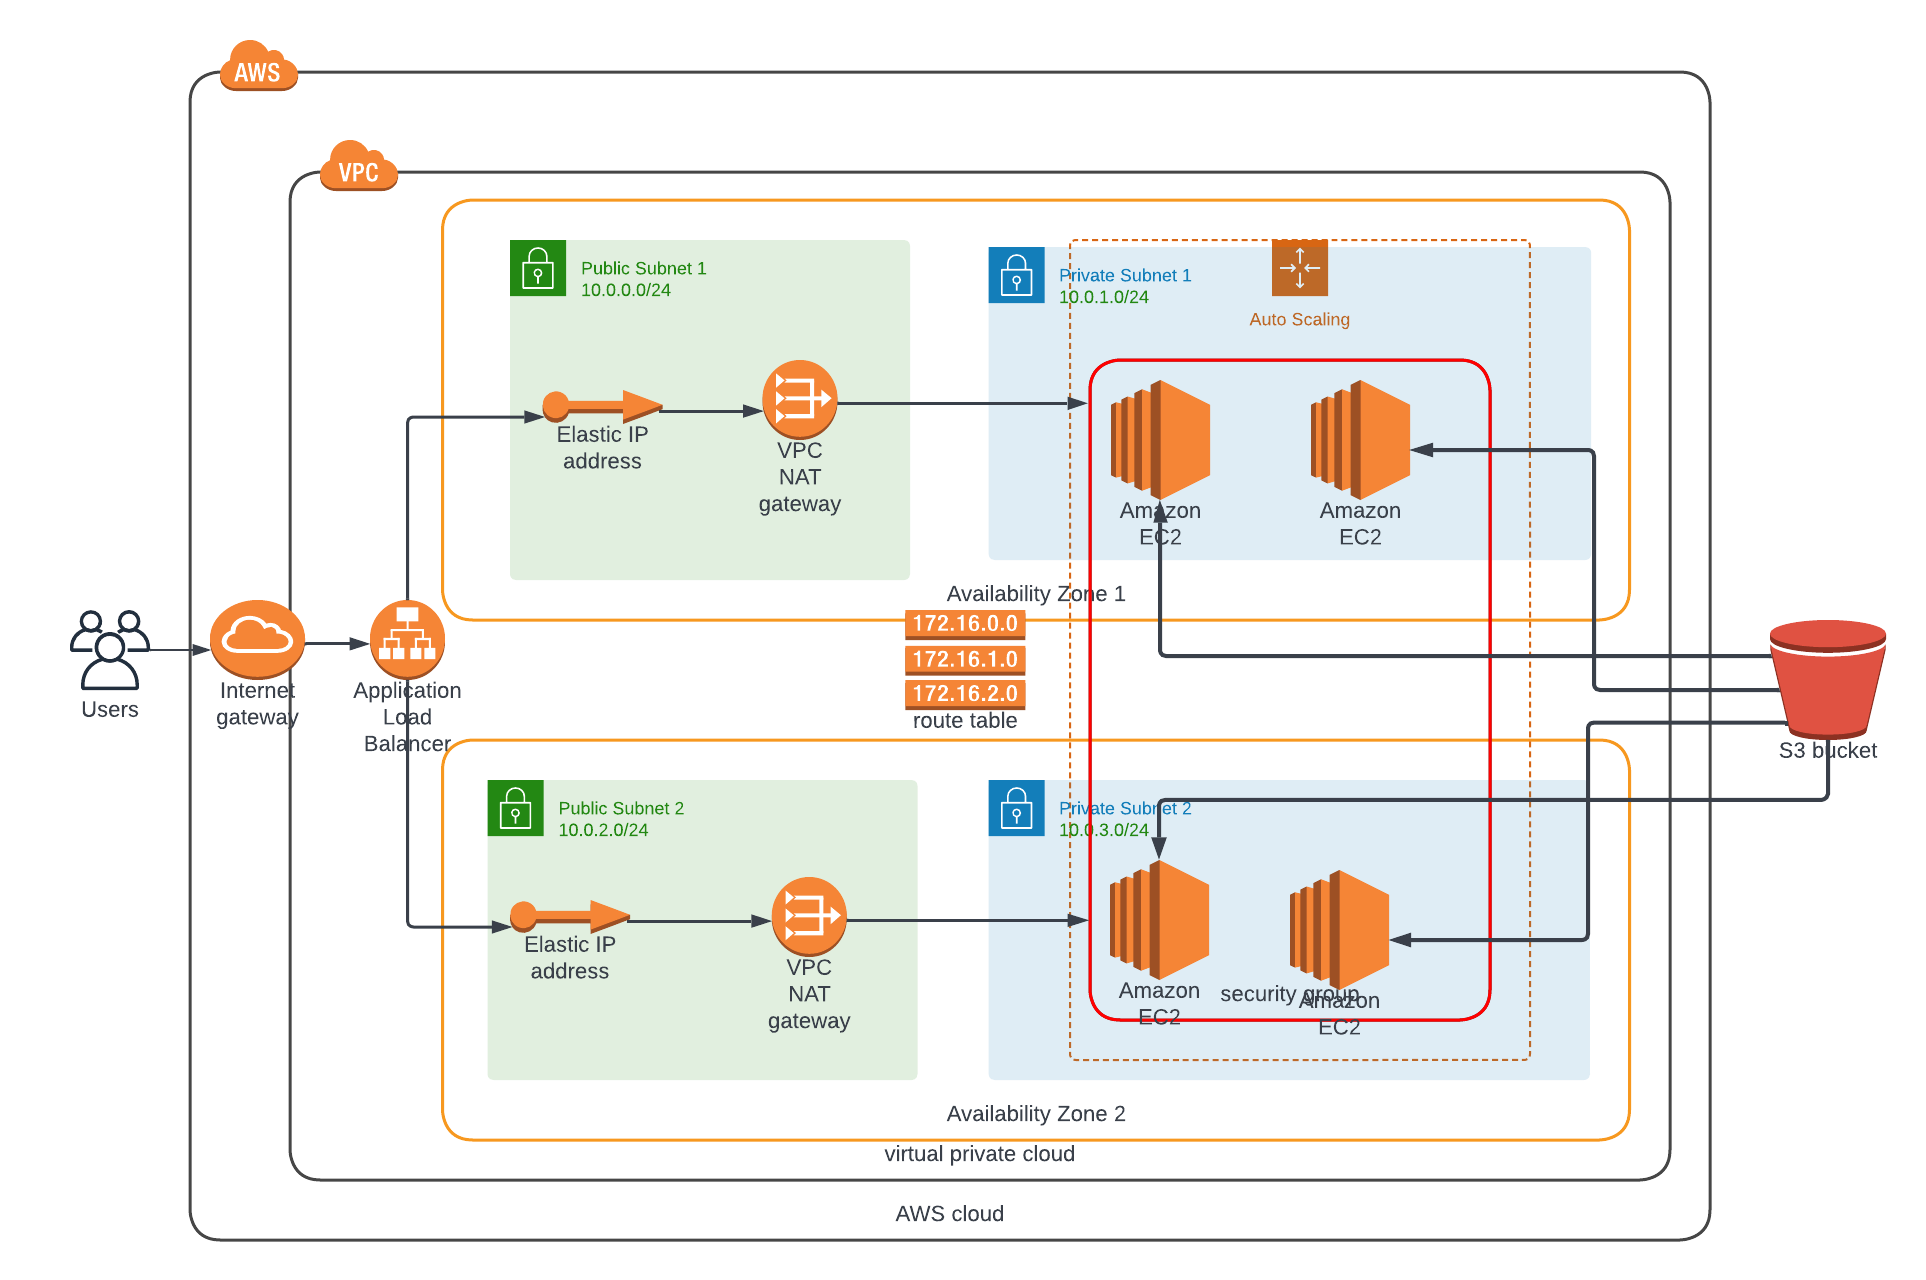 AWS
VPC
Public Subnet 1
10.0.0.0/24
Private Subnet 1
10.0.1.0/24
Auto Scaling
Elastic IP
address
VPC
NAT
gateway
Amazon
EC2
Amazon
EC2
Availability Zone 1
172.16.0.0
172.16.1.0
172.16.2.0
route table
Users
Internet
gateway
Application
Load
Balancer
S3 bucket
Public Subnet 2
10.0.2.0/24
Private Subnet 2
10.0.3.0/24
Elastic IP
address
VPC
NAT
gateway
Amazon
EC2
security group
Amazon
EC2
Availability Zone 2
virtual private cloud
AWS cloud